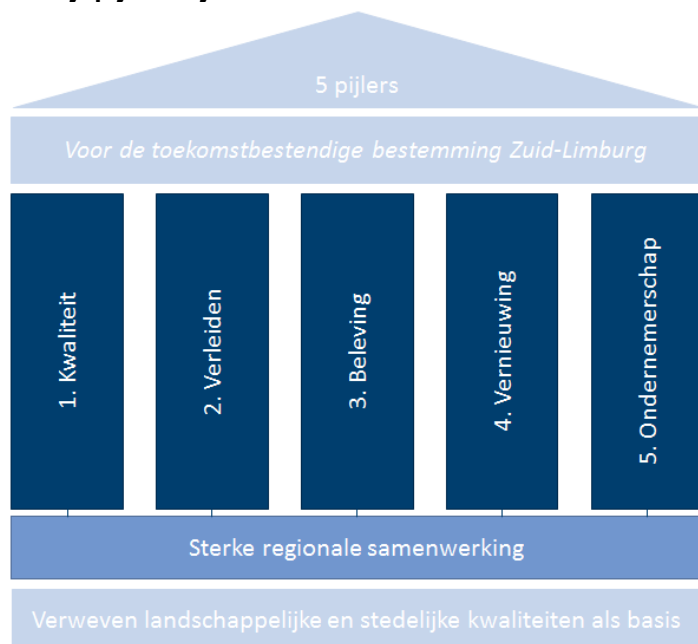 5 pijlers
Voor de toekomstbestendige bestemming Zuid-Limburg
1. Kwaliteit
2. Verleiden
3. Beleving
4. Vernieuwing
5. Ondernemerschap
Sterke regionale samenwerking
Verweven landschappelijke en stedelijke kwaliteiten als basis